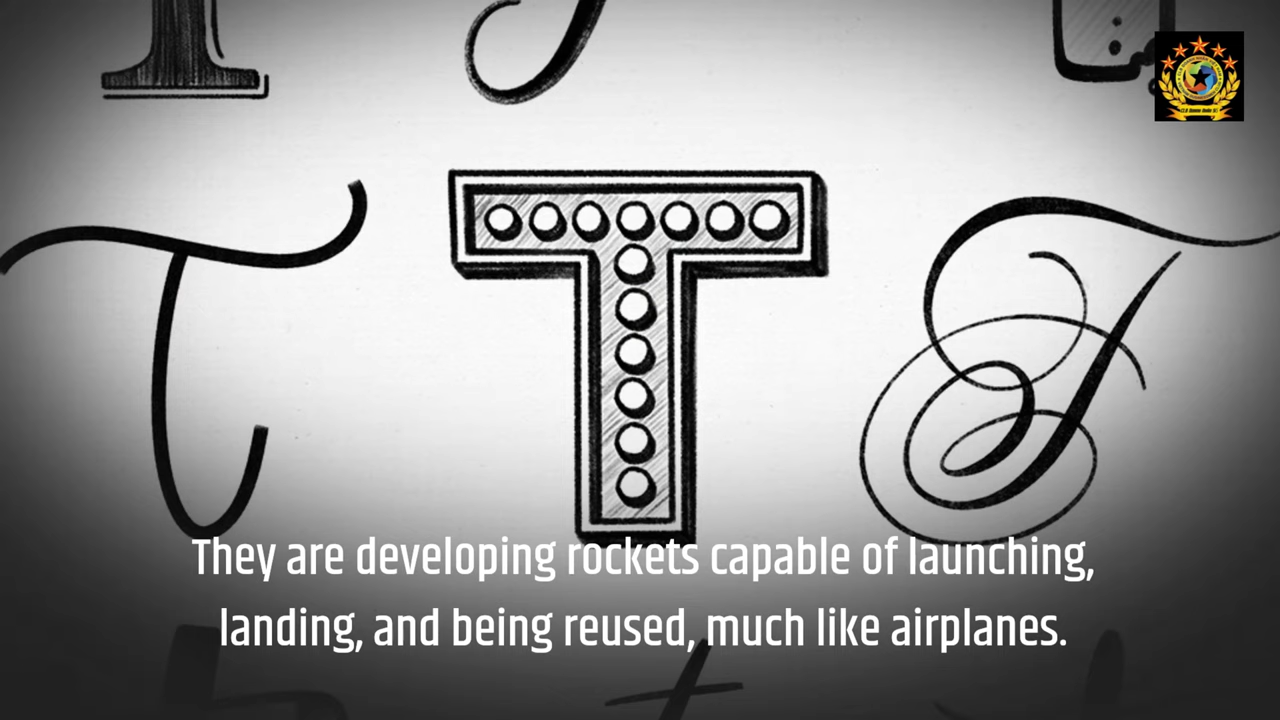 T
T
T
They are developing rockets capable of launching,
landing, and being reused, much like airplanes.